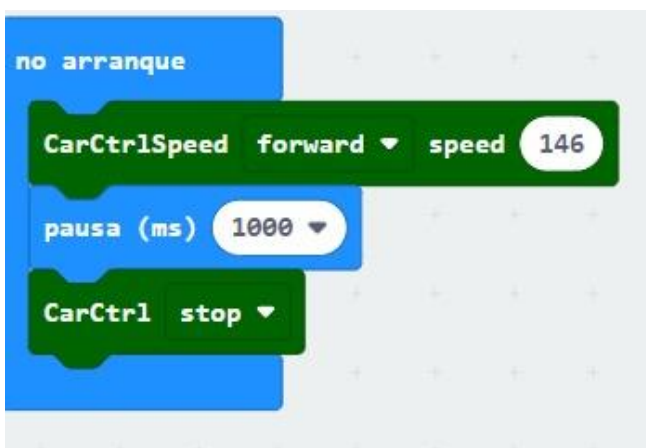 no arranque
CarCtrlSpeed forward speed 146
pausa (ms) 1000
CarCtrl stop